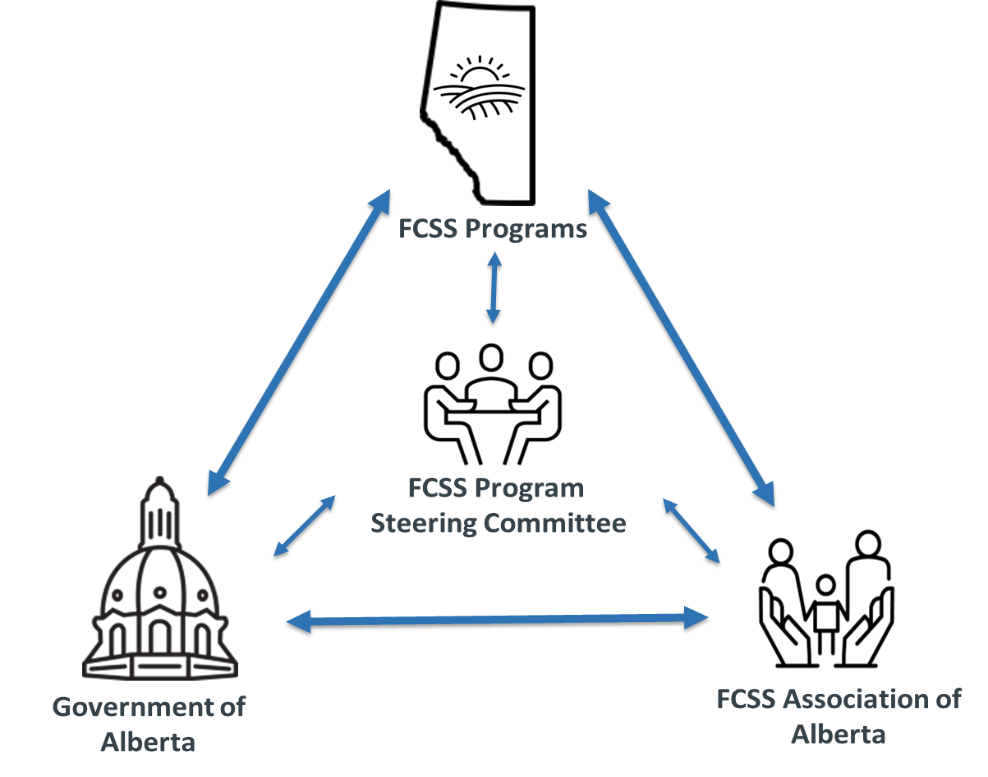 FCSS Programs
FCSS Program
Steering Committee
Government of
Alberta
FCSS Association of
Alberta